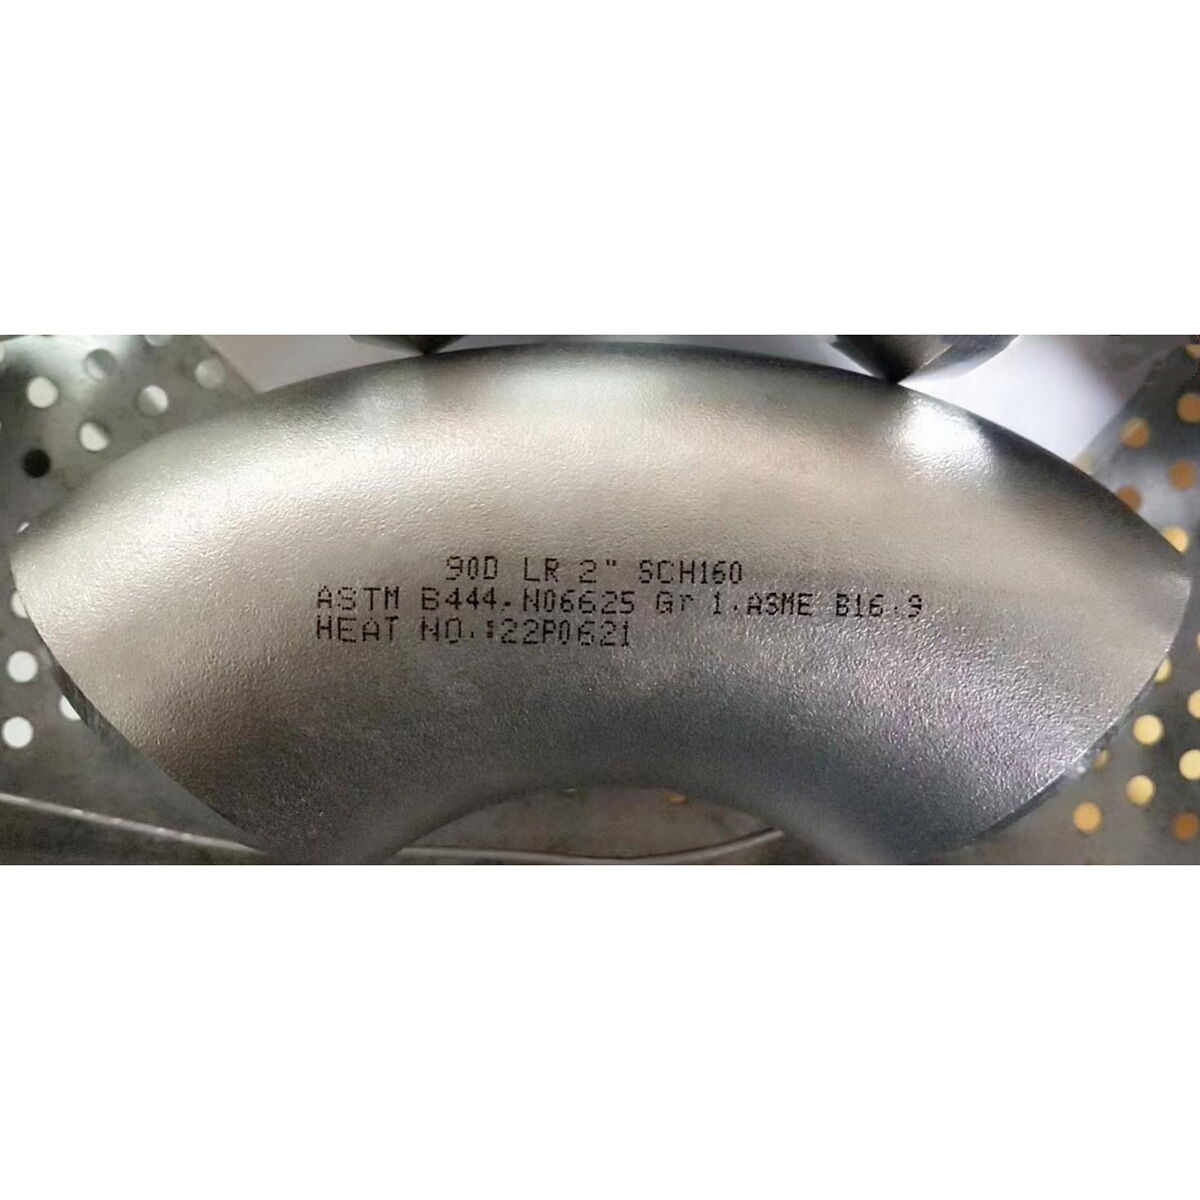 90D LR 2" SCH160
ASTM B444.N06625 Gr 1.ASME B16.9
HEAT NO.:22P0621